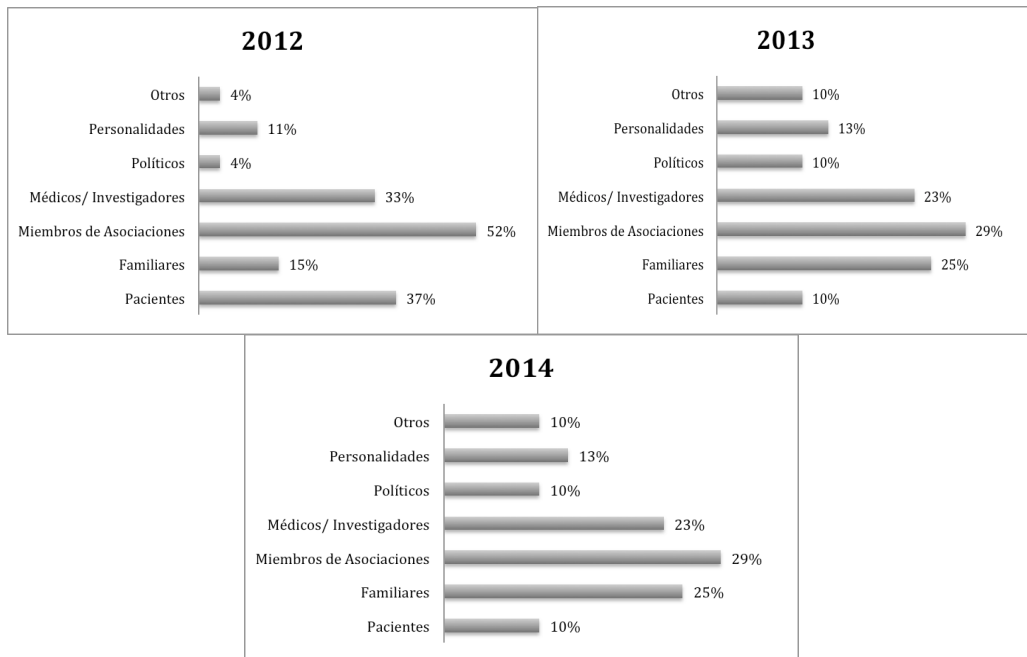 2012
Otros 4%
Personalidades 11%
Políticos 4%
Médicos/ Investigadores 33%
Miembros de Asociaciones 52%
Familiares 15%
Pacientes 37%
2013
Otros 10%
Personalidades 13%
Políticos 10%
Médicos/ Investigadores 23%
Miembros de Asociaciones 29%
Familiares 25%
Pacientes 10%
2014
Otros 10%
Personalidades 13%
Políticos 10%
Médicos/ Investigadores 23%
Miembros de Asociaciones 29%
Familiares 25%
Pacientes 10%